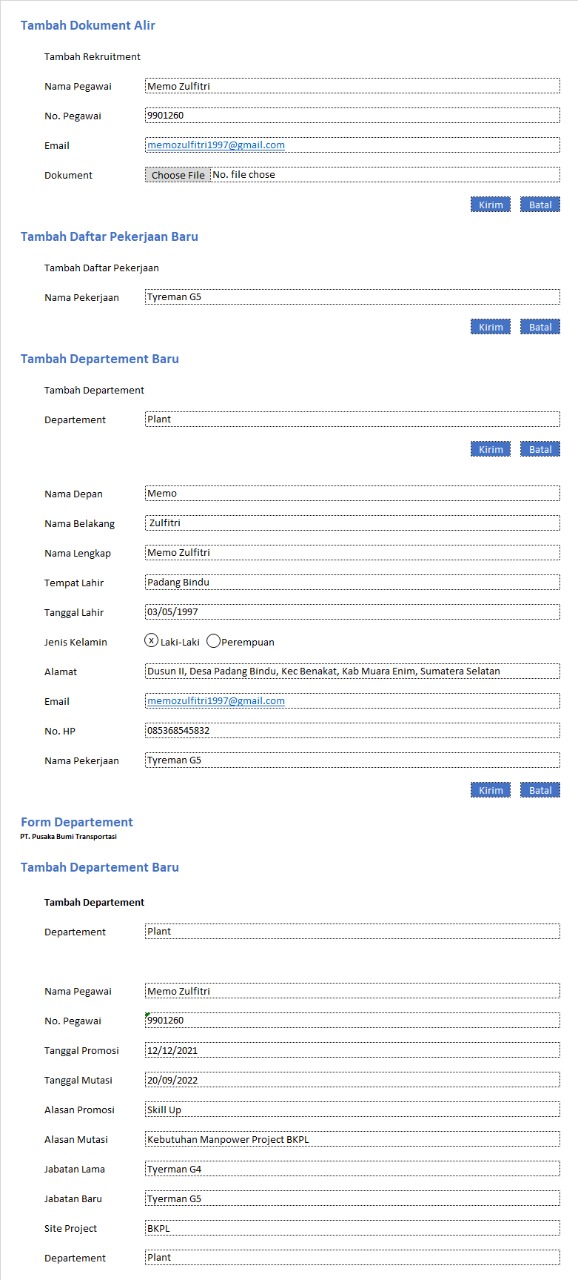 Tambah Dokument Alir
Tambah Rekruitment
Nama Pegawai Memo Zulfitri
No. Pegawai 9901260
Email memozulfitri1997@gmail.com
Dokument Choose File No. file chose
Kirim Batal
Tambah Daftar Pekerjaan Baru
Tambah Daftar Pekerjaan
Nama Pekerjaan Tyreman G5
Kirim Batal
Tambah Departement Baru
Tambah Departement
Departement Plant
Kirim Batal
Nama Depan Memo
Nama Belakang Zulfitri
Nama Lengkap Memo Zulfitri
Tempat Lahir Padang Bindu
Tanggal Lahir 03/05/1997
Jenis Kelamin x Laki-Laki Perempuan
Alamat Dusun II, Desa Padang Bindu, Kec Benakat, Kab Muara Enim, Sumatera Selatan
Email memozulfitri1997@gmail.com
No. HP 085368545832
Nama Pekerjaan Tyreman G5
Kirim Batal
Form Departement
PT. Pusaka Bumi Transportasi
Tambah Departement Baru
Tambah Departement
Departement Plant
Nama Pegawai Memo Zulfitri
No. Pegawai 9901260
Tanggal Promosi 12/12/2021
Tanggal Mutasi 20/09/2022
Alasan Promosi Skill Up
Alasan Mutasi Kebutuhan Manpower Project BKPL
Jabatan Lama Tyerman G4
Jabatan Baru Tyerman G5
Site Project BKPL
Departement Plant